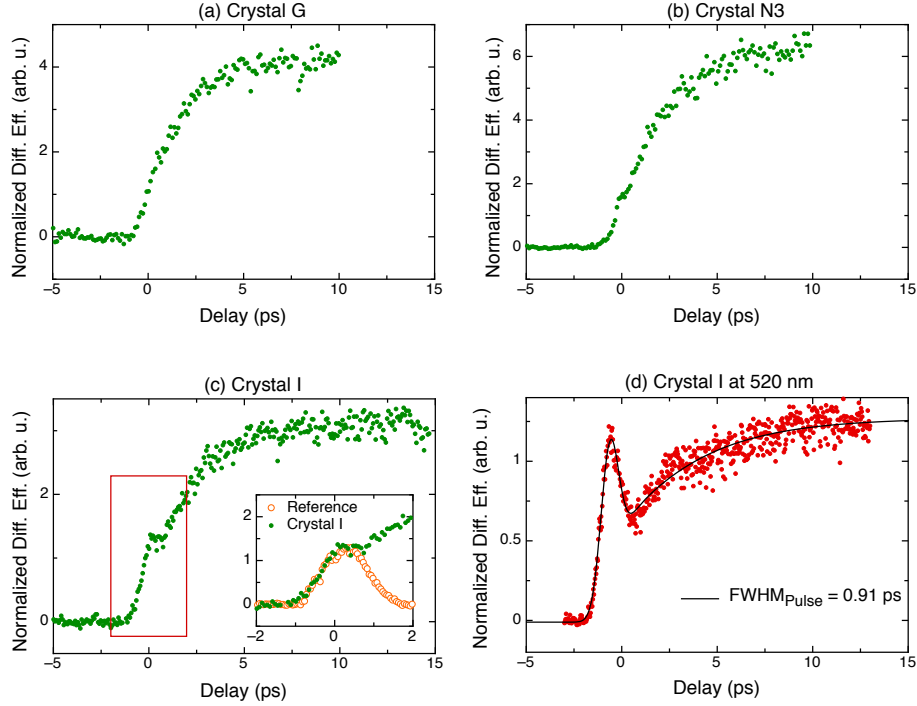 (a) Crystal G
Normalized Diff. Eff. (arb. u.)
4
2
0
–5 0 5 10 15
Delay (ps)
(b) Crystal N3
Normalized Diff. Eff. (arb. u.)
6
4
2
0
–5 0 5 10 15
Delay (ps)
(c) Crystal I
Normalized Diff. Eff. (arb. u.)
2
0
–5 0 5 10 15
Delay (ps)
Reference
Crystal I
2
1
0
–2 0 2
(d) Crystal I at 520 nm
Normalized Diff. Eff. (arb. u.)
1
0.5
0
FWHMPulse = 0.91 ps
–5 0 5 10 15
Delay (ps)